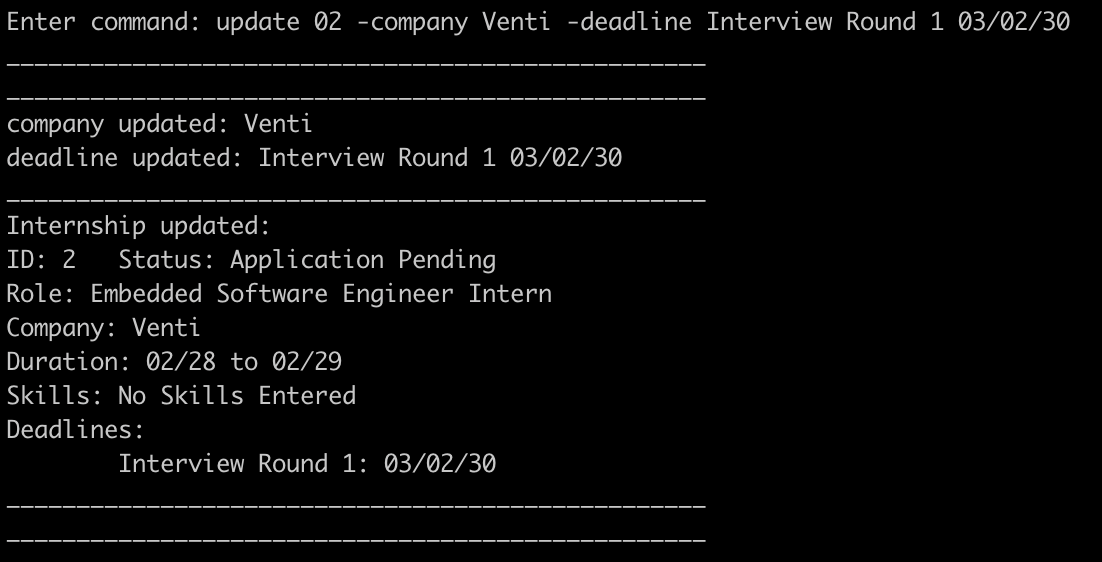 Enter command: update 02 -company Venti -deadline Interview Round 1 03/02/30
__________________________________________________
__________________________________________________
company updated: Venti
deadline updated: Interview Round 1 03/02/30
__________________________________________________
Internship updated:
ID: 2   Status: Application Pending
Role: Embedded Software Engineer Intern
Company: Venti
Duration: 02/28 to 02/29
Skills: No Skills Entered
Deadlines:
        Interview Round 1: 03/02/30
__________________________________________________
__________________________________________________